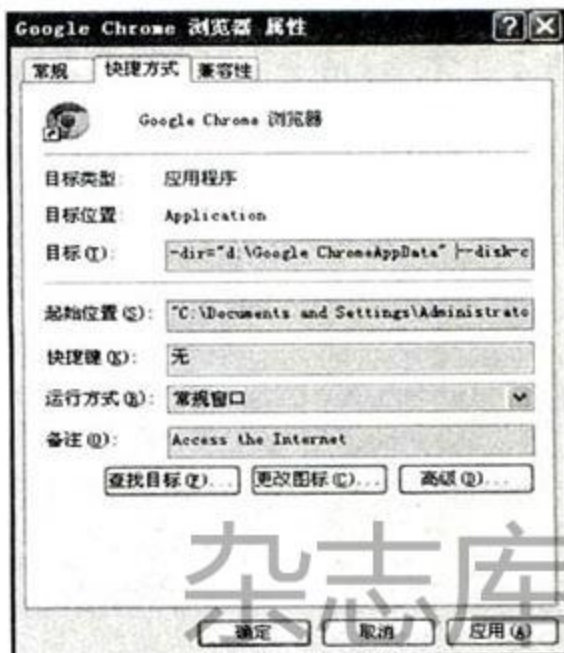 Google Chrome 浏览器 属性
常规 快捷方式 兼容性
Google Chrome 浏览器
目标类型: 应用程序
目标位置: Application
目标(T): -dir="d:\Google ChromeAppData" --disk-c
起始位置(S): "C:\Documents and Settings\Administrato
快捷键(K): 无
运行方式(R): 常规窗口
备注(O): Access the Internet
查找目标(F)... 更改图标(C)... 高级(D)...
杂志库
确定 取消 应用(A)